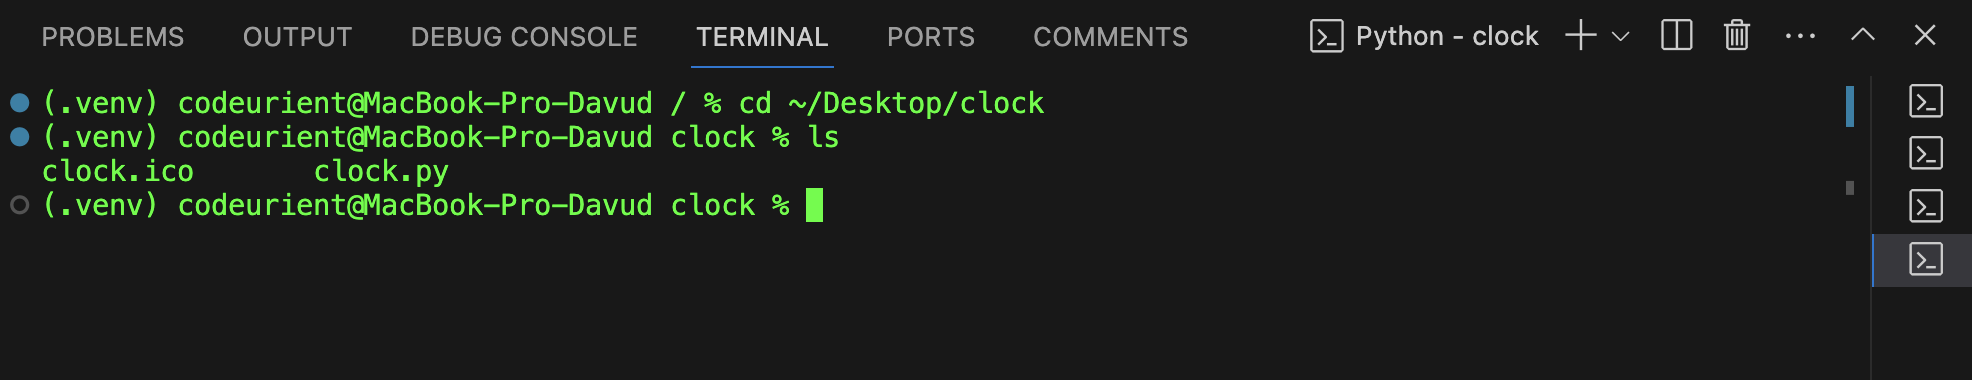 PROBLEMS OUTPUT DEBUG CONSOLE TERMINAL PORTS COMMENTS Python - clock
(.venv) codeurient@MacBook-Pro-Davud / % cd ~/Desktop/clock
(.venv) codeurient@MacBook-Pro-Davud clock % ls
clock.ico clock.py
(.venv) codeurient@MacBook-Pro-Davud clock %